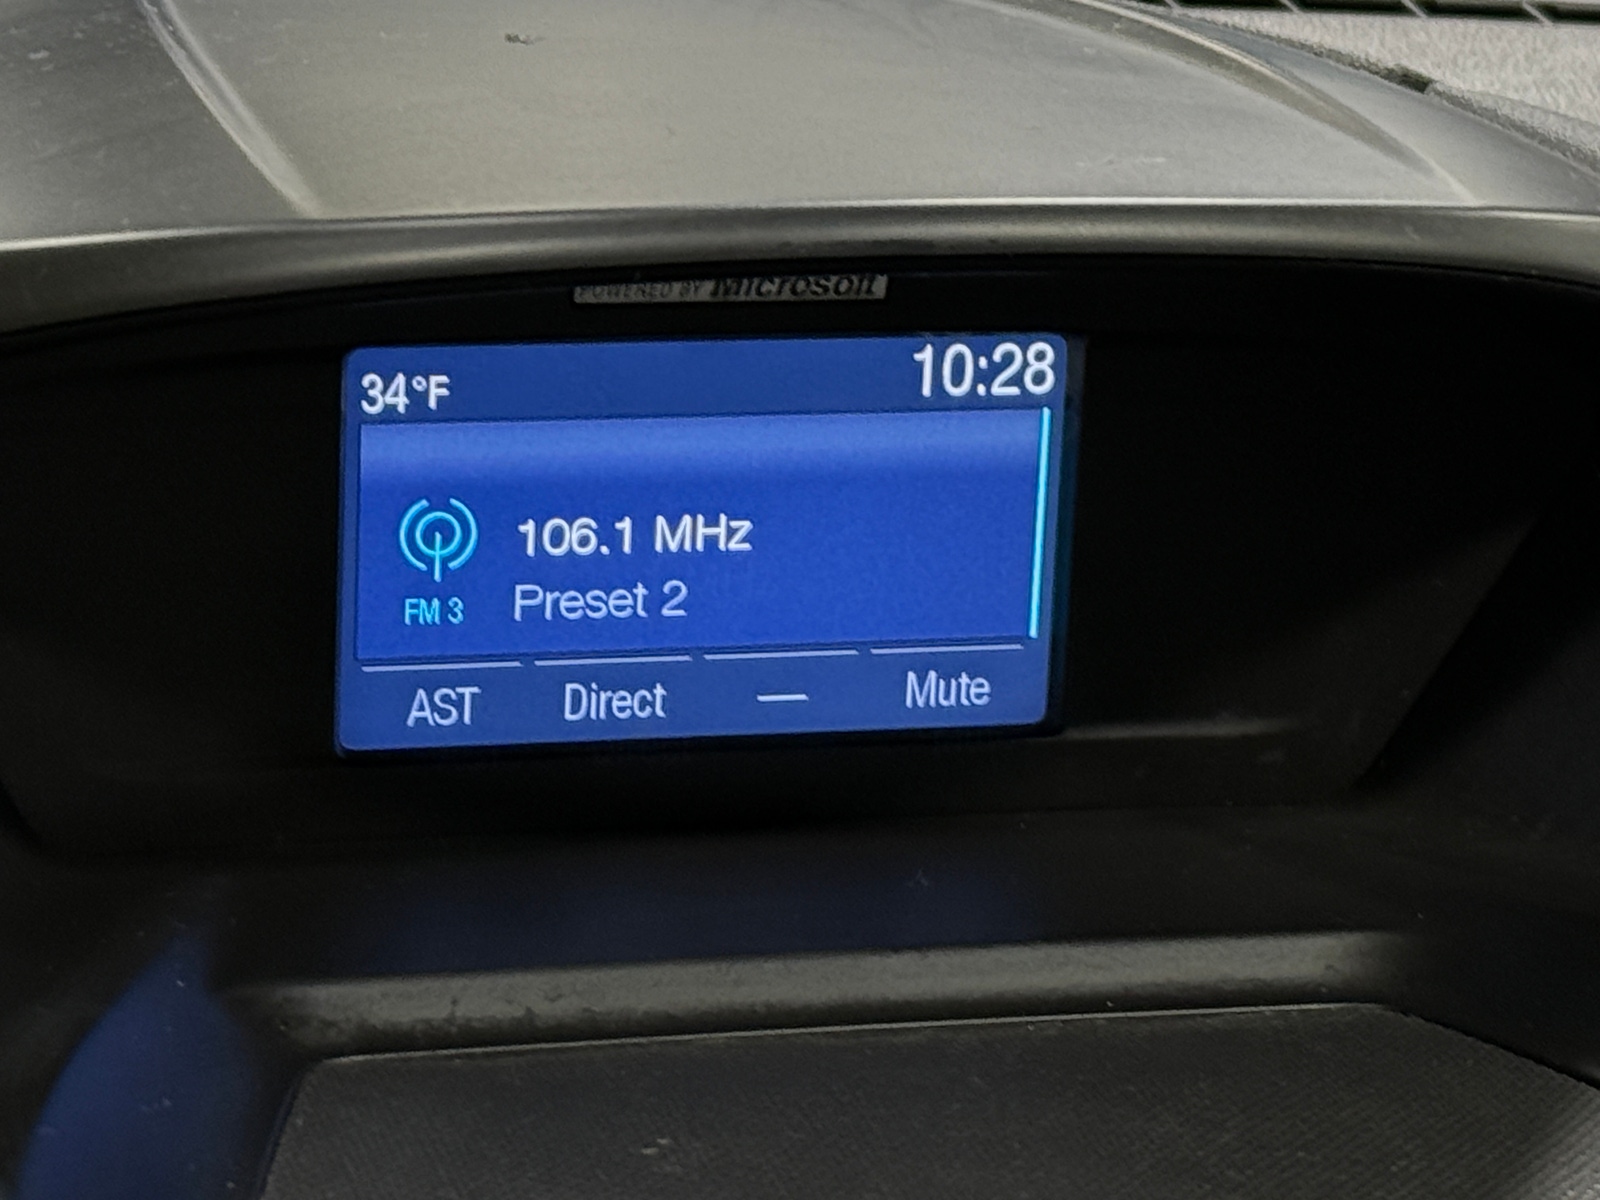 POWERED BY Microsoft
34°F 10:28
106.1 MHz
FM 3 Preset 2
AST Direct — Mute